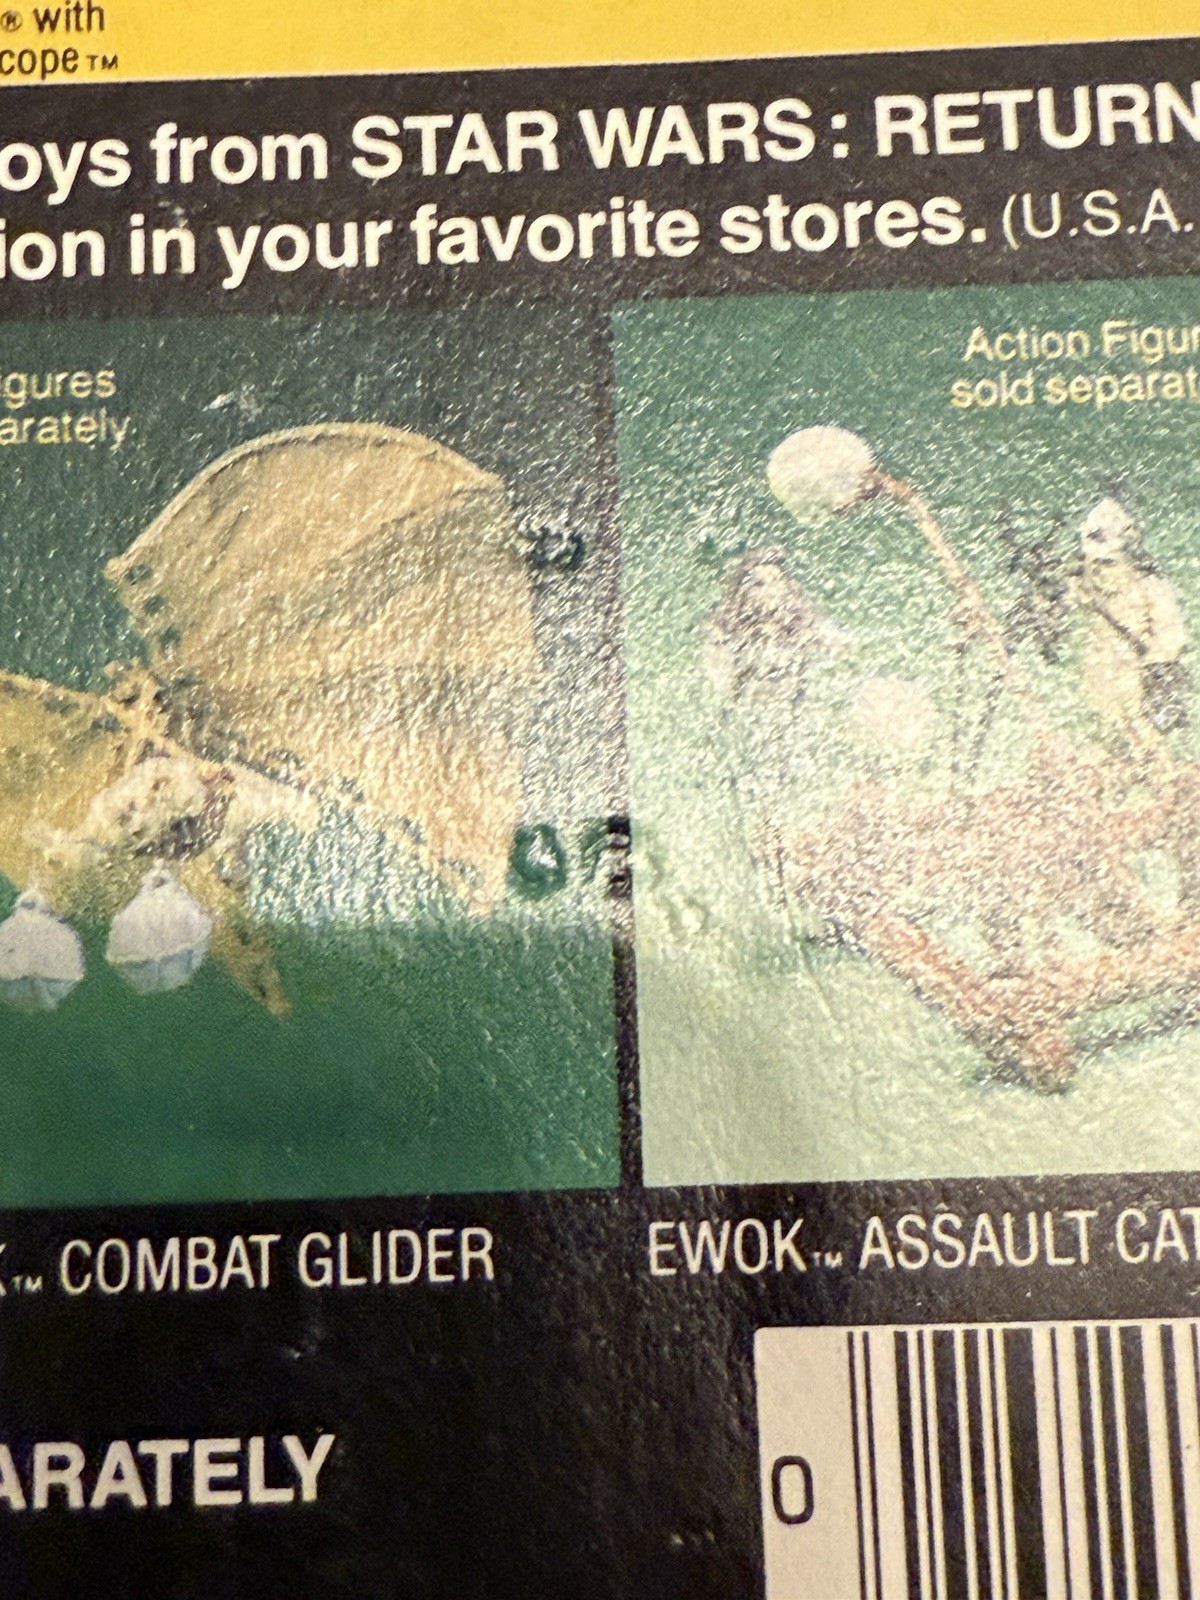 ® with
cope™
oys from STAR WARS: RETURN
ion in your favorite stores. (U.S.A.
igures
arately
Action Figur
sold separat
K™ COMBAT GLIDER
EWOK™ ASSAULT CAT
ARATELY
0